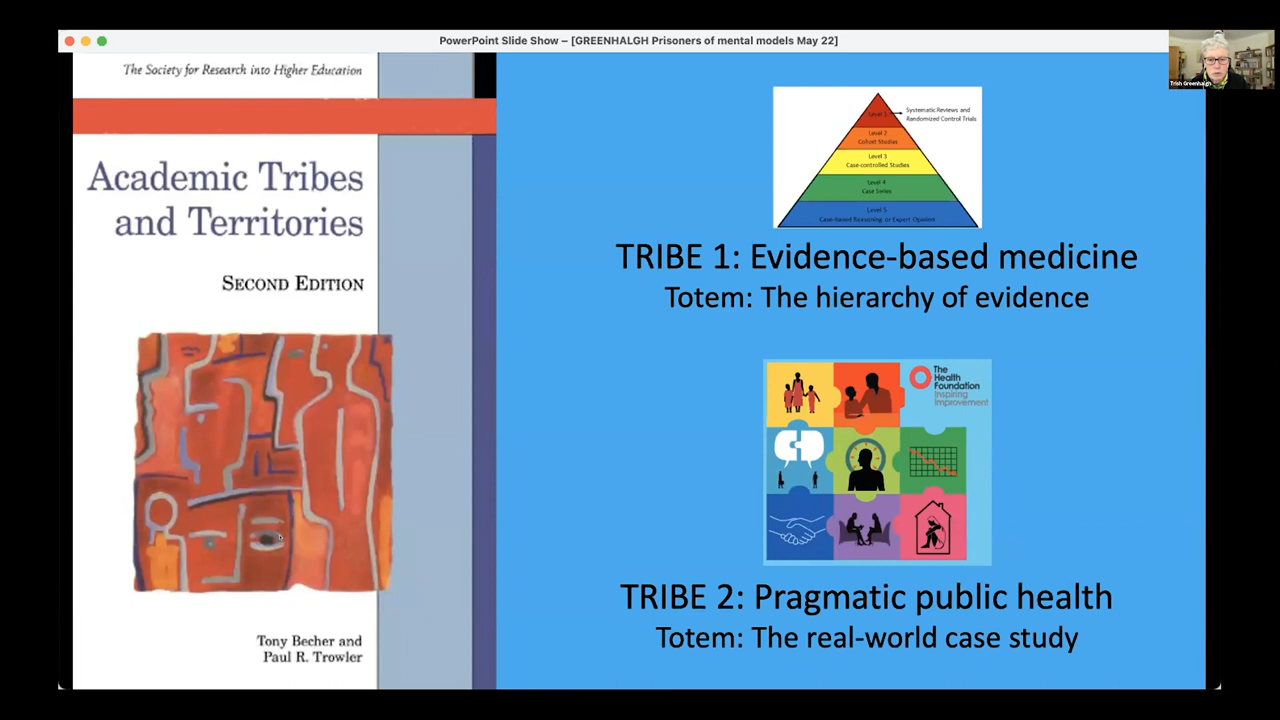 PowerPoint Slide Show – [GREENHALGH Prisoners of mental models May 22]
Trish Greenhalgh
The Society for Research into Higher Education
Academic Tribes
and Territories
SECOND EDITION
Tony Becher and
Paul R. Trowler
Level 1
Systematic Reviews and
Randomized Control Trials
Level 2
Cohort Studies
Level 3
Case-controlled Studies
Level 4
Case Series
Level 5
Case-Based Reasoning or Expert Opinion
TRIBE 1: Evidence-based medicine
Totem: The hierarchy of evidence
The
Health
Foundation
Inspiring
Improvement
TRIBE 2: Pragmatic public health
Totem: The real-world case study